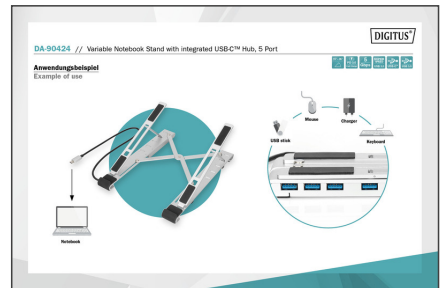 DIGITUS®
DA-90424 // Variable Notebook Stand with integrated USB-C™ Hub, 5 Port
Anwendungsbeispiel
Example of use
Mouse
Charger
USB stick
Keyboard
Notebook